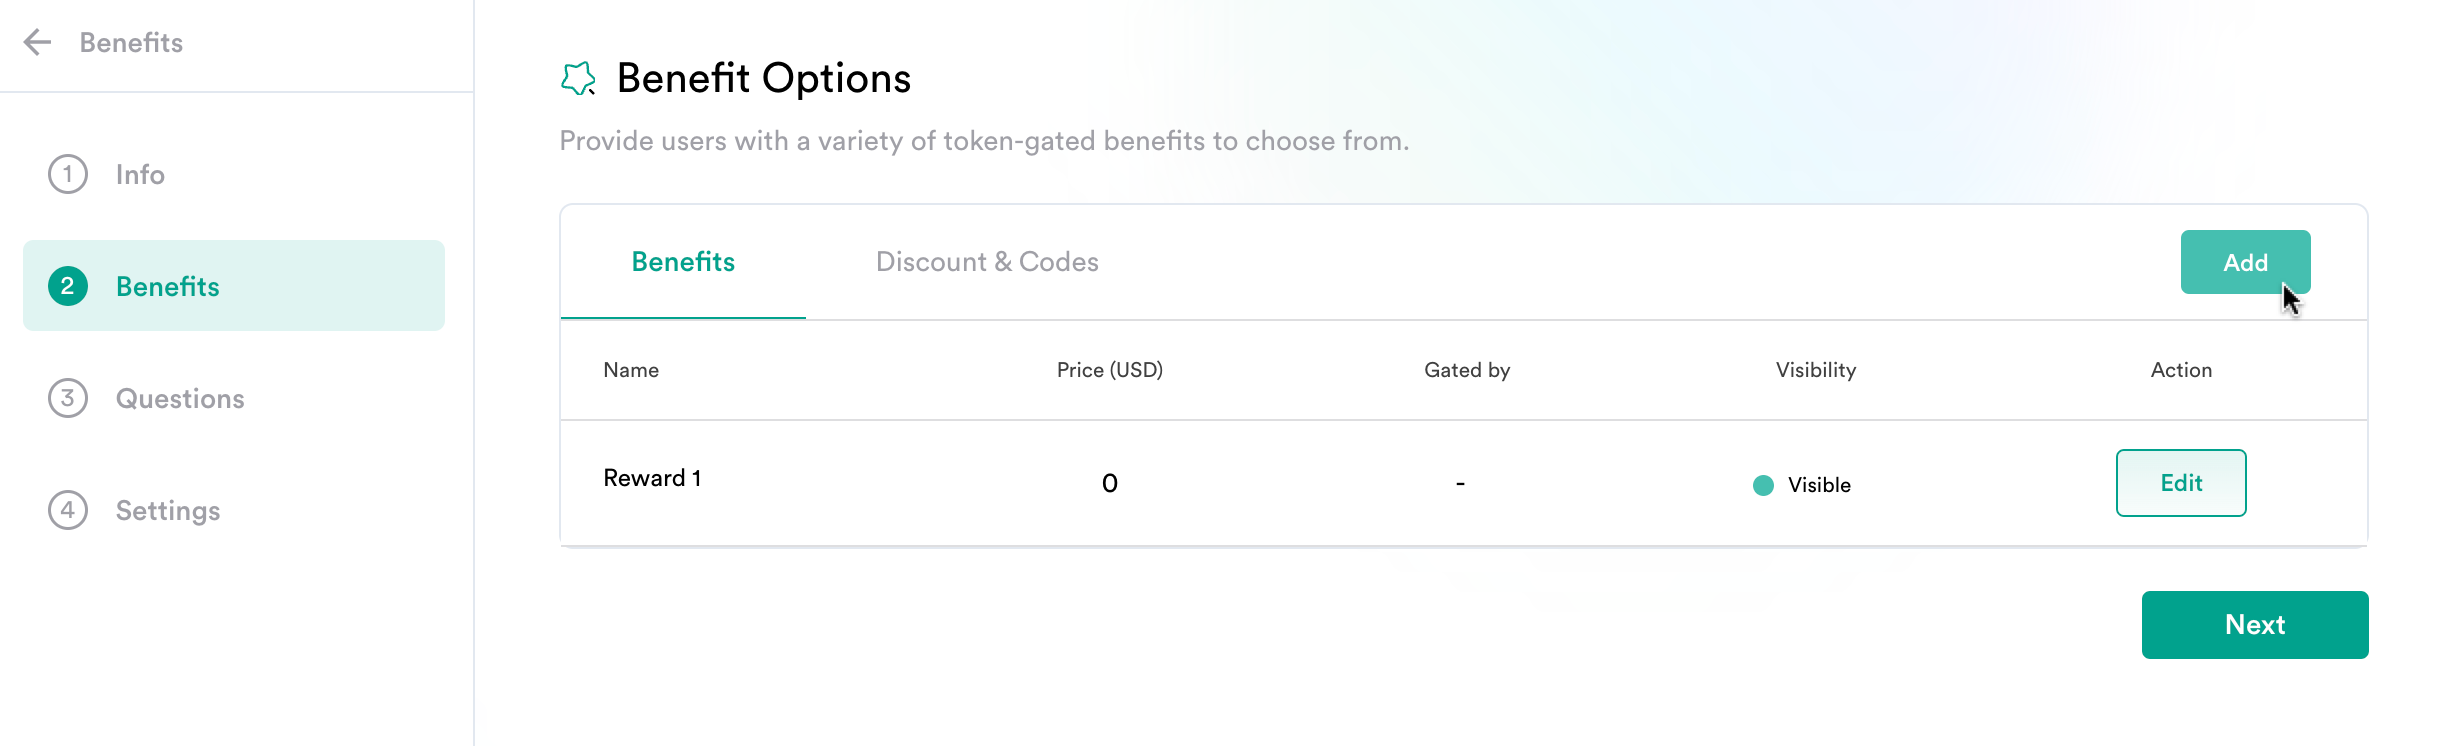 Benefits
1 Info
2 Benefits
3 Questions
4 Settings
Benefit Options
Provide users with a variety of token-gated benefits to choose from.
Benefits Discount & Codes Add
Name Price (USD) Gated by Visibility Action
Reward 1 0 - Visible Edit
Next